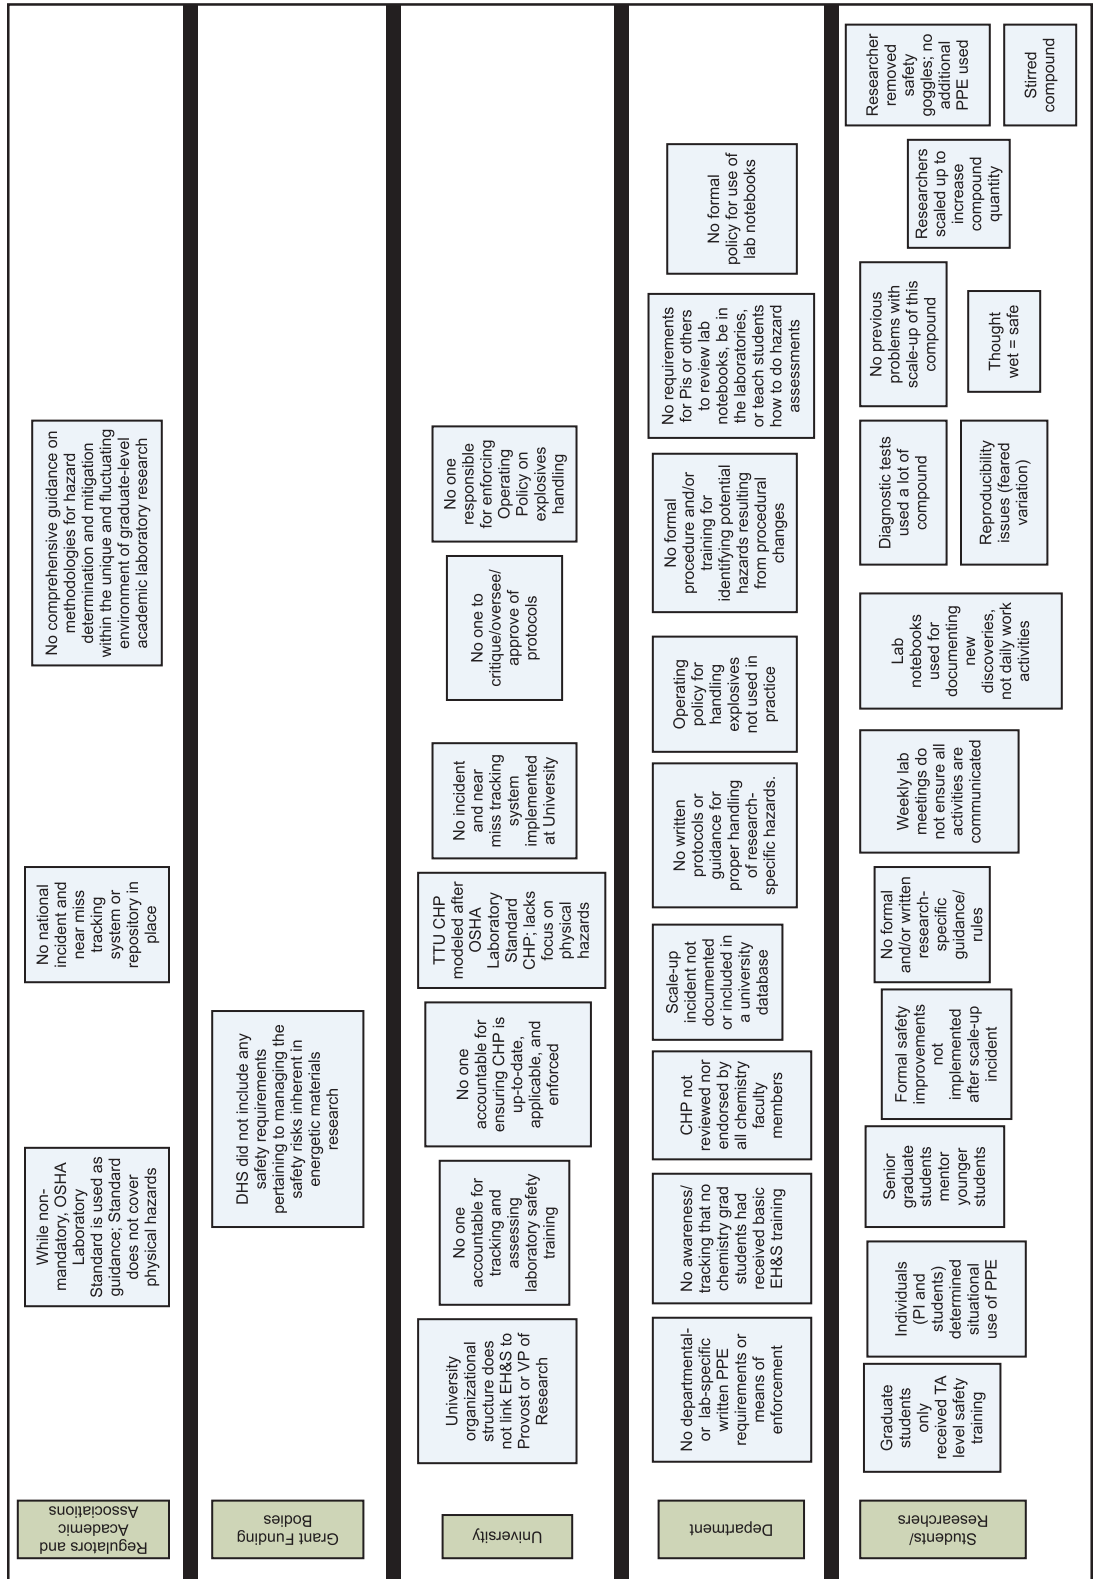 Regulators and
Academic
Associations
While non-
mandatory, OSHA
Laboratory
Standard is used as
guidance; Standard
does not cover
physical hazards
No national
incident and
near miss
tracking
system or
repository in
place
No comprehensive guidance on
methodologies for hazard
determination and mitigation
within the unique and fluctuating
environment of graduate-level
academic laboratory research
Grant Funding
Bodies
DHS did not include any
safety requirements
pertaining to managing the
safety risks inherent in
energetic materials
research
University
University
organizational
structure does
not link EH&S to
Provost or VP of
Research
No one
accountable for
tracking and
assessing
laboratory safety
training
No one
accountable for
ensuring CHP is
up-to-date,
applicable, and
enforced
TTU CHP
modeled after
OSHA
Laboratory
Standard
CHP; lacks
focus on
physical
hazards
No incident
and near
miss tracking
system
implemented
at University
No one to
critique/oversee/
approve of
protocols
No one
responsible
for enforcing
Operating
Policy on
explosives
handling
Department
No departmental-
or lab-specific
written PPE
requirements or
means of
enforcement
No awareness/
tracking that no
chemistry grad
students had
received basic
EH&S training
CHP not
reviewed nor
endorsed by
all chemistry
faculty
members
Scale-up
incident not
documented
or included in
a university
database
No written
protocols or
guidance for
proper handling
of research-
specific hazards.
Operating
policy for
handling
explosives
not used in
practice
No formal
procedure and/or
training for
identifying potential
hazards resulting
from procedural
changes
No requirements
for Pis or others
to review lab
notebooks, be in
the laboratories,
or teach students
how to do hazard
assessments
No formal
policy for use of
lab notebooks
Students/
Researchers
Graduate
students
only
received TA
level safety
training
Individuals
(PI and
students)
determined
situational
use of PPE
Senior
graduate
students
mentor
younger
students
Formal safety
improvements
not
implemented
after scale-up
incident
No formal
and/or written
research-
specific
guidance/
rules
Weekly lab
meetings do
not ensure all
activities are
communicated
Lab
notebooks
used for
documenting
new
discoveries,
not daily work
activities
Diagnostic tests
used a lot of
compound
Reproducibility
issues (feared
variation)
No previous
problems with
scale-up of this
compound
Thought
wet = safe
Researchers
scaled up to
increase
compound
quantity
Researcher
removed
safety
goggles; no
additional
PPE used
Stirred
compound